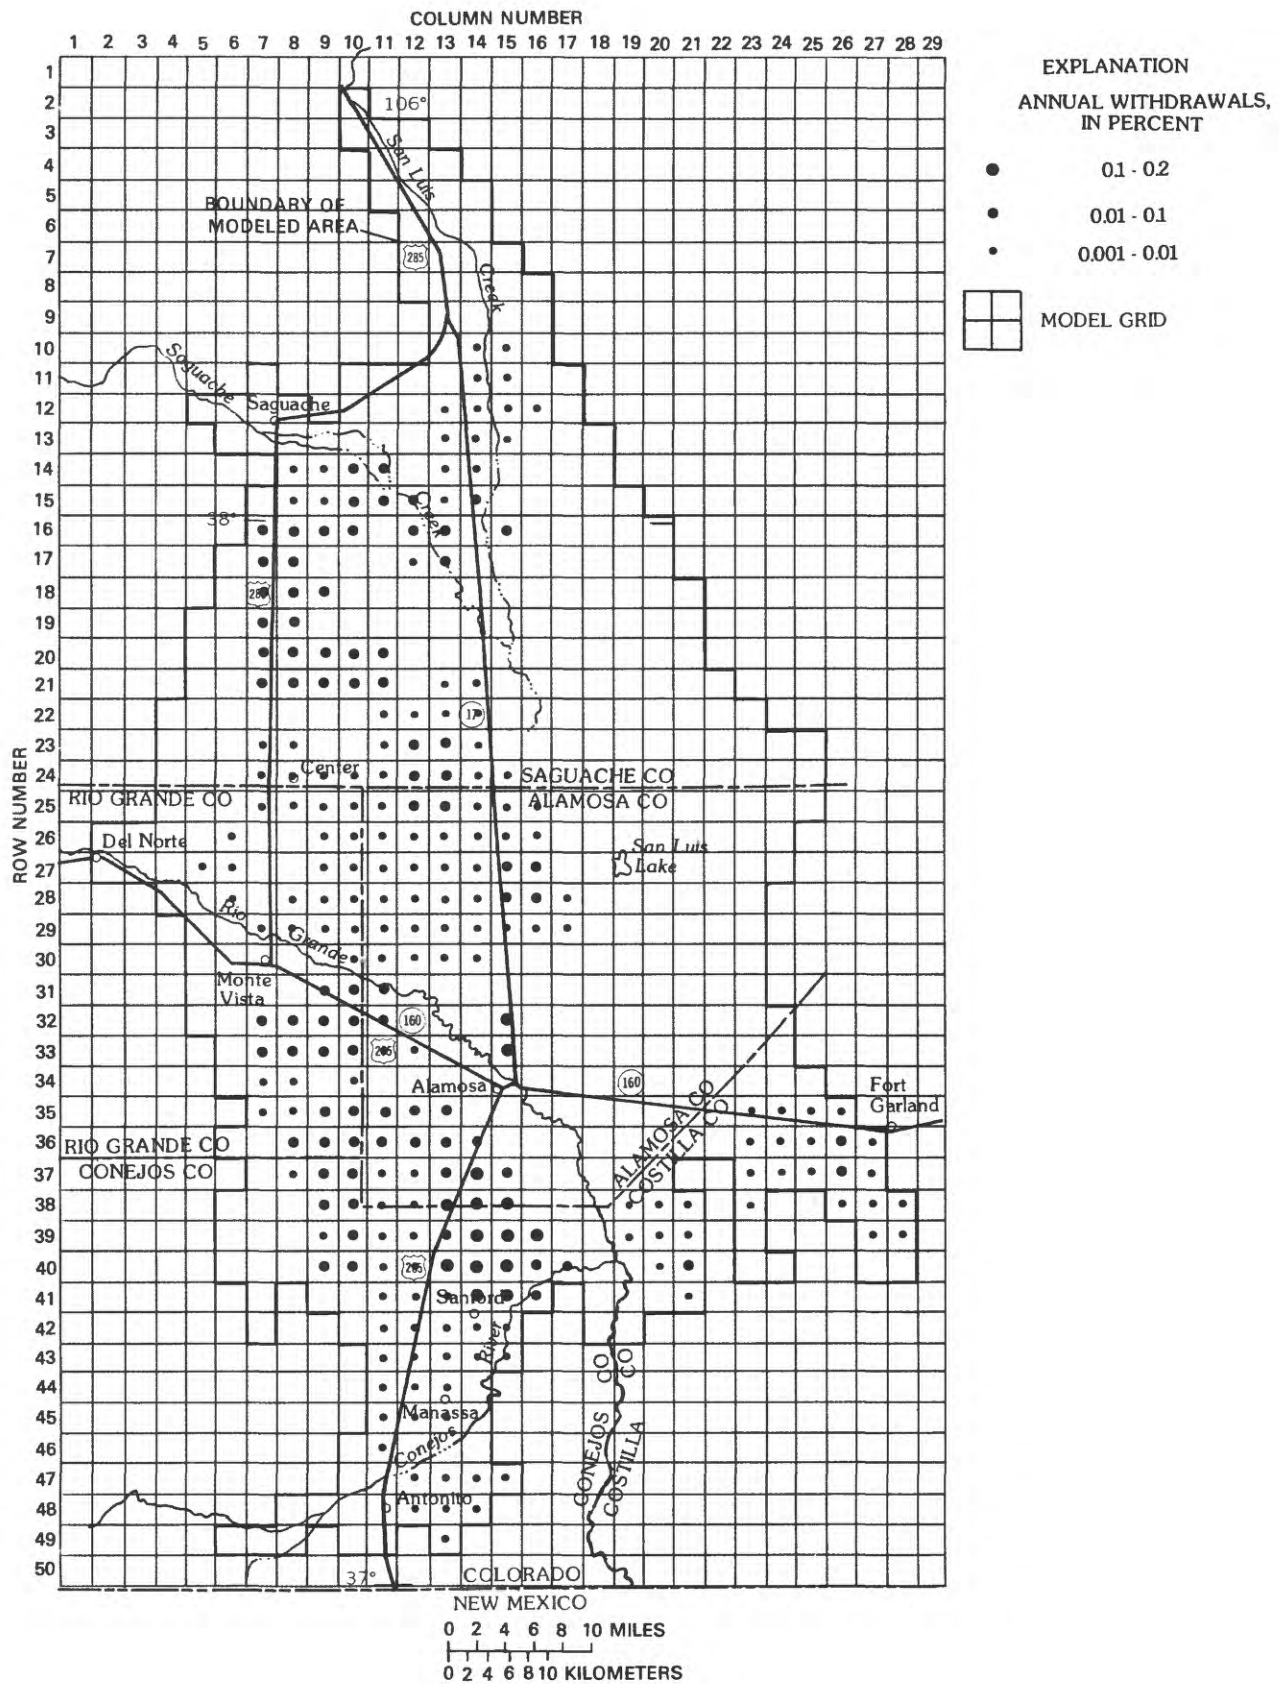 COLUMN NUMBER
1 2 3 4 5 6 7 8 9 10 11 12 13 14 15 16 17 18 19 20 21 22 23 24 25 26 27 28 29
EXPLANATION
ANNUAL WITHDRAWALS,
IN PERCENT
0.1 - 0.2
0.01 - 0.1
0.001 - 0.01
MODEL GRID
ROW NUMBER
1
2
3
4
5
6
7
8
9
10
11
12
13
14
15
16
17
18
19
20
21
22
23
24
25
26
27
28
29
30
31
32
33
34
35
36
37
38
39
40
41
42
43
44
45
46
47
48
49
50
106°
San Luis
Creek
BOUNDARY OF
MODELED AREA
285
Saguache
Saguache
Creek
38°
285
17
Center
SAGUACHE CO
RIO GRANDE CO
ALAMOSA CO
Del Norte
San Luis
Lake
Rio
Grande
Monte
Vista
160
285
Alamosa
160
Fort
Garland
RIO GRANDE CO
CONEJOS CO
ALAMOSA CO
COSTILLA CO
285
Sanford
River
Manassa
Conejos
CONEJOS CO
COSTILLA CO
Antonito
37°
COLORADO
NEW MEXICO
0 2 4 6 8 10 MILES
0 2 4 6 8 10 KILOMETERS